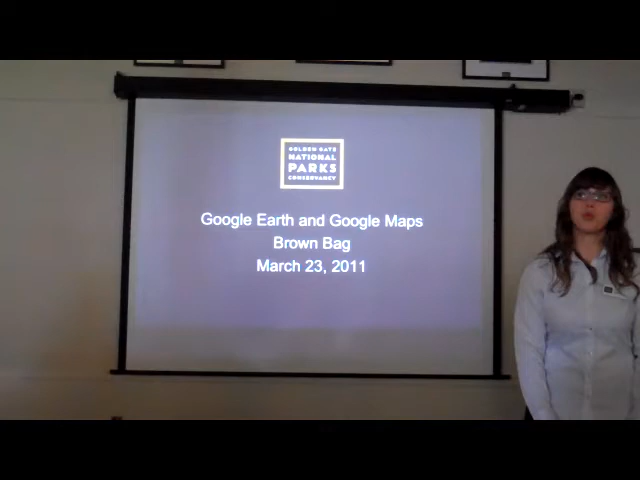 GOLDEN GATE
NATIONAL
PARKS
CONSERVANCY
Google Earth and Google Maps
Brown Bag
March 23, 2011